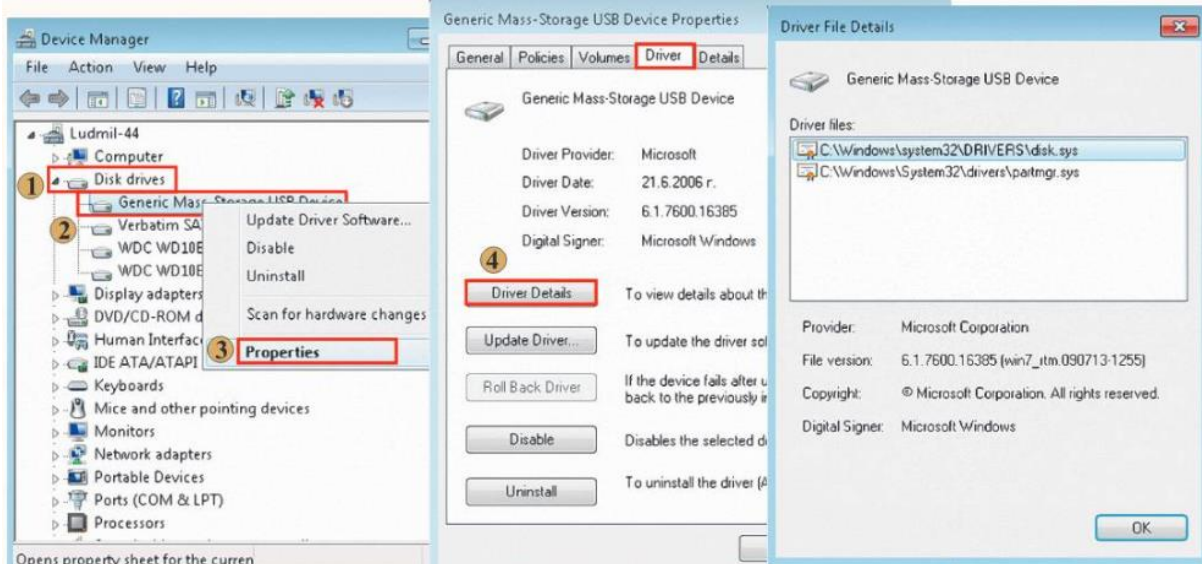 Device Manager
File Action View Help
Ludmil-44
Computer
1 Disk drives
Generic Mass-Storage USB Device
2 Verbatim SA
WDC WD10E
WDC WD10E
Display adapters
DVD/CD-ROM d
Human Interfac
IDE ATA/ATAPI
Keyboards
Mice and other pointing devices
Monitors
Network adapters
Portable Devices
Ports (COM & LPT)
Processors
Opens property sheet for the curren
Update Driver Software...
Disable
Uninstall
Scan for hardware changes
3 Properties
Generic Mass-Storage USB Device Properties
General Policies Volumes Driver Details
Generic Mass-Storage USB Device
Driver Provider: Microsoft
Driver Date: 21.6.2006 г.
Driver Version: 6.1.7600.16385
Digital Signer: Microsoft Windows
4
Driver Details To view details about th
Update Driver... To update the driver sof
Roll Back Driver If the device fails after u
back to the previously in
Disable Disables the selected d
Uninstall To uninstall the driver (A
Driver File Details
Generic Mass-Storage USB Device
Driver files:
C:\Windows\system32\DRIVERS\disk.sys
C:\Windows\System32\drivers\partmgr.sys
Provider: Microsoft Corporation
File version: 6.1.7600.16385 (win7_rtm.090713-1255)
Copyright: © Microsoft Corporation. All rights reserved.
Digital Signer: Microsoft Windows
OK